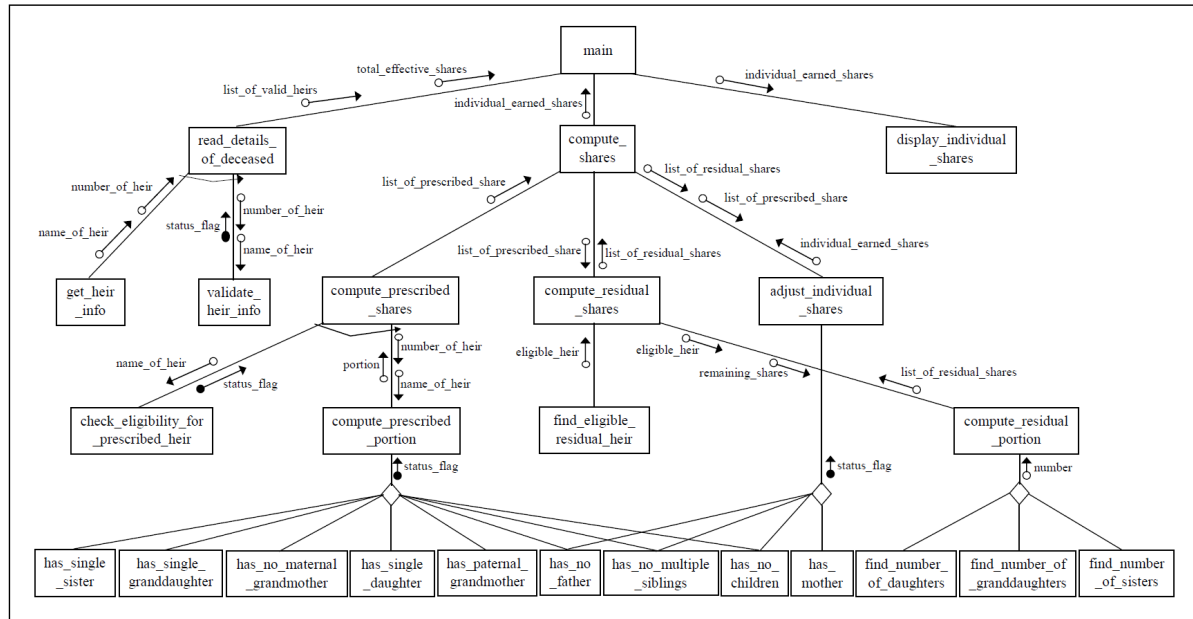 main
total_effective_shares
individual_earned_shares
list_of_valid_heirs
individual_earned_shares
read_details_
of_deceased
compute_
shares
display_individual
_shares
list_of_residual_shares
number_of_heir
list_of_prescribed_share
list_of_prescribed_share
number_of_heir
status_flag
name_of_heir
name_of_heir
list_of_prescribed_share
list_of_residual_shares
individual_earned_shares
get_heir
_info
validate_
heir_info
compute_prescribed
_shares
compute_residual
_shares
adjust_individual
_shares
number_of_heir
name_of_heir
portion
eligible_heir
eligible_heir
status_flag
name_of_heir
remaining_shares
list_of_residual_shares
check_eligibility_for
_prescribed_heir
compute_prescribed
_portion
find_eligible_
residual_heir
compute_residual
_portion
status_flag
status_flag
number
has_single
_sister
has_single_
granddaughter
has_no_maternal
_grandmother
has_single
_daughter
has_paternal_
grandmother
has_no
_father
has_no_multiple
_siblings
has_no
_children
has_
mother
find_number_
of_daughters
find_number_of
_granddaughters
find_number
_of_sisters